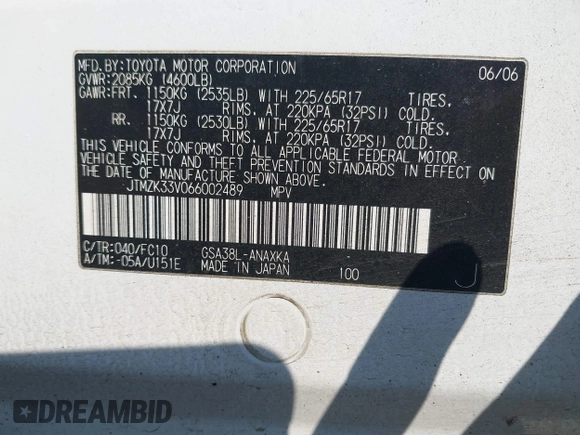 MFD.BY:TOYOTA MOTOR CORPORATION 06/06
GVWR:2085KG (4600LB)
GAWR:FRT. 1150KG (2535LB) WITH 225/65R17 TIRES,
17X7J RIMS, AT 220KPA (32PSI) COLD.
RR. 1150KG (2530LB) WITH 225/65R17 TIRES,
17X7J RIMS, AT 220KPA (32PSI) COLD.
THIS VEHICLE CONFORMS TO ALL APPLICABLE FEDERAL MOTOR
VEHICLE SAFETY AND THEFT PREVENTION STANDARDS IN EFFECT ON
THE DATE OF MANUFACTURE SHOWN ABOVE.
JTMZK33V066002489 MPV
C/TR:040/FC10 GSA38L-ANAXKA
A/TM:-05A/U151E MADE IN JAPAN 100 J
DREAMBID